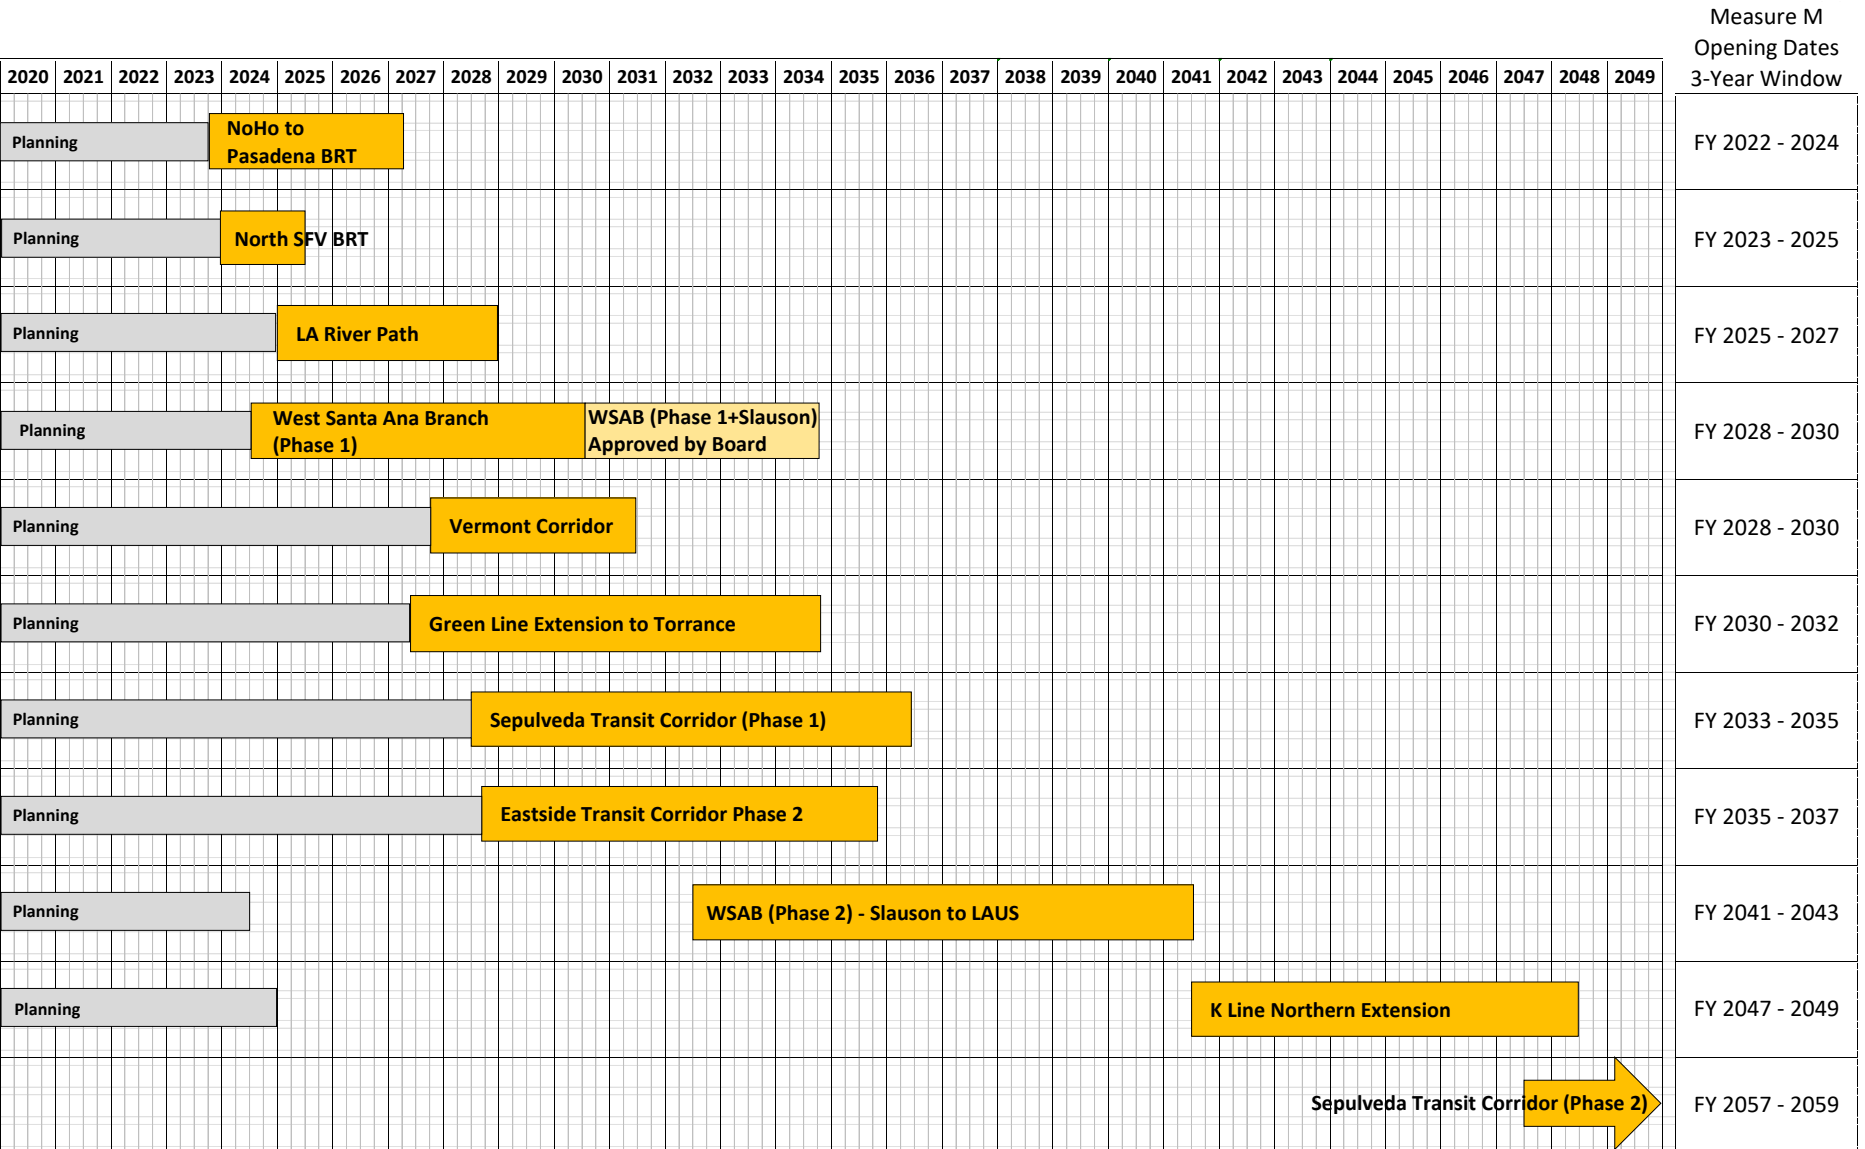 Measure M
Opening Dates
3-Year Window
2020 2021 2022 2023 2024 2025 2026 2027 2028 2029 2030 2031 2032 2033 2034 2035 2036 2037 2038 2039 2040 2041 2042 2043 2044 2045 2046 2047 2048 2049
Planning
NoHo to
Pasadena BRT
FY 2022 - 2024
Planning
North SFV BRT
FY 2023 - 2025
Planning
LA River Path
FY 2025 - 2027
Planning
West Santa Ana Branch
(Phase 1)
WSAB (Phase 1+Slauson)
Approved by Board
FY 2028 - 2030
Planning
Vermont Corridor
FY 2028 - 2030
Planning
Green Line Extension to Torrance
FY 2030 - 2032
Planning
Sepulveda Transit Corridor (Phase 1)
FY 2033 - 2035
Planning
Eastside Transit Corridor Phase 2
FY 2035 - 2037
Planning
WSAB (Phase 2) - Slauson to LAUS
FY 2041 - 2043
Planning
K Line Northern Extension
FY 2047 - 2049
Sepulveda Transit Corridor (Phase 2)
FY 2057 - 2059